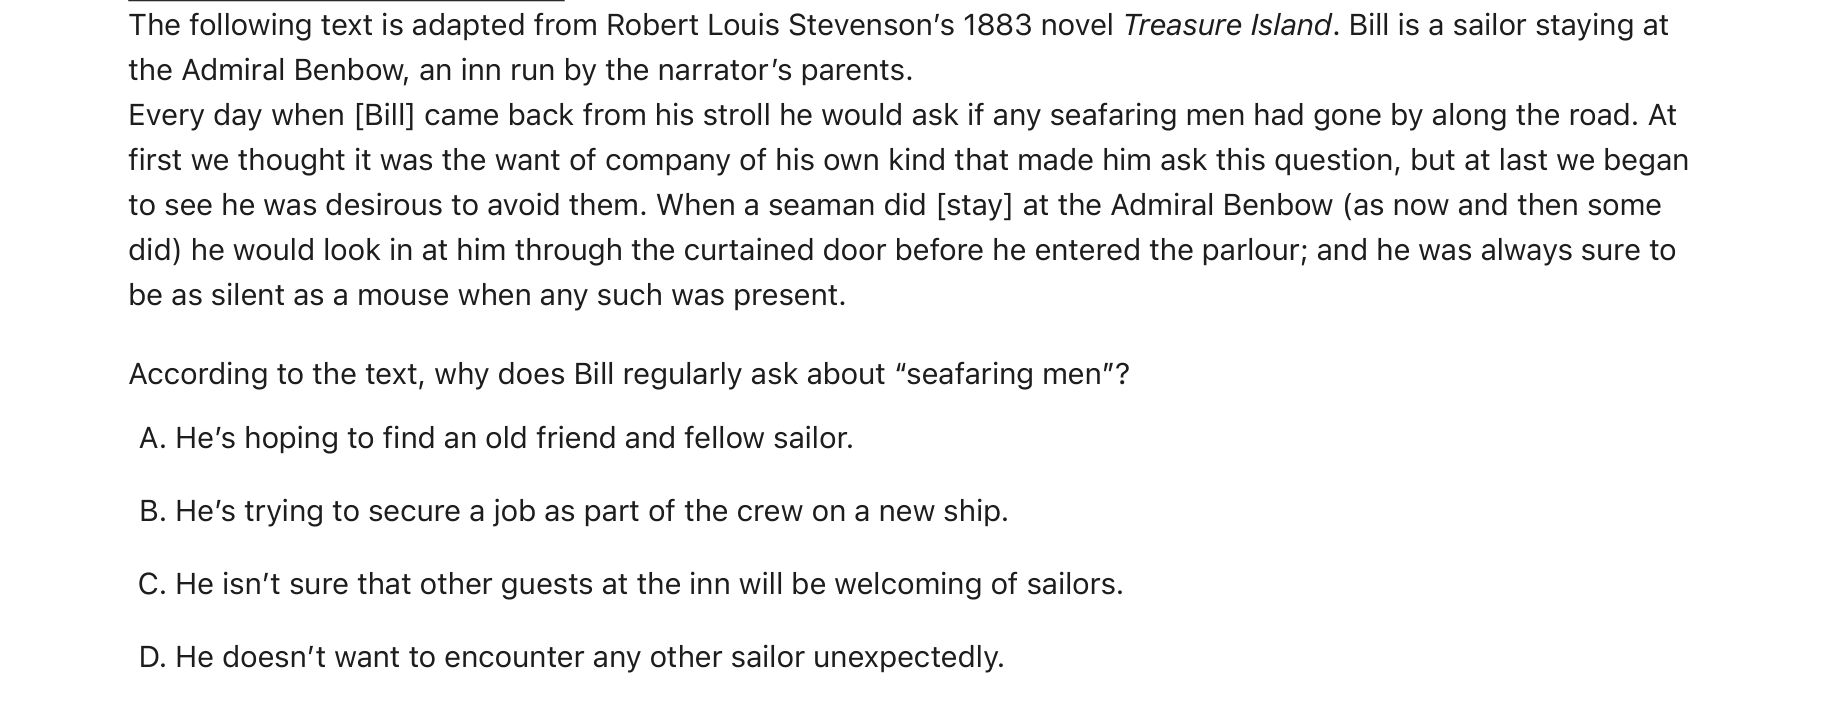 The following text is adapted from Robert Louis Stevenson’s 1883 novel Treasure Island. Bill is a sailor staying at
the Admiral Benbow, an inn run by the narrator’s parents.
Every day when [Bill] came back from his stroll he would ask if any seafaring men had gone by along the road. At
first we thought it was the want of company of his own kind that made him ask this question, but at last we began
to see he was desirous to avoid them. When a seaman did [stay] at the Admiral Benbow (as now and then some
did) he would look in at him through the curtained door before he entered the parlour; and he was always sure to
be as silent as a mouse when any such was present.
According to the text, why does Bill regularly ask about “seafaring men”?
A. He’s hoping to find an old friend and fellow sailor.
B. He’s trying to secure a job as part of the crew on a new ship.
C. He isn’t sure that other guests at the inn will be welcoming of sailors.
D. He doesn’t want to encounter any other sailor unexpectedly.